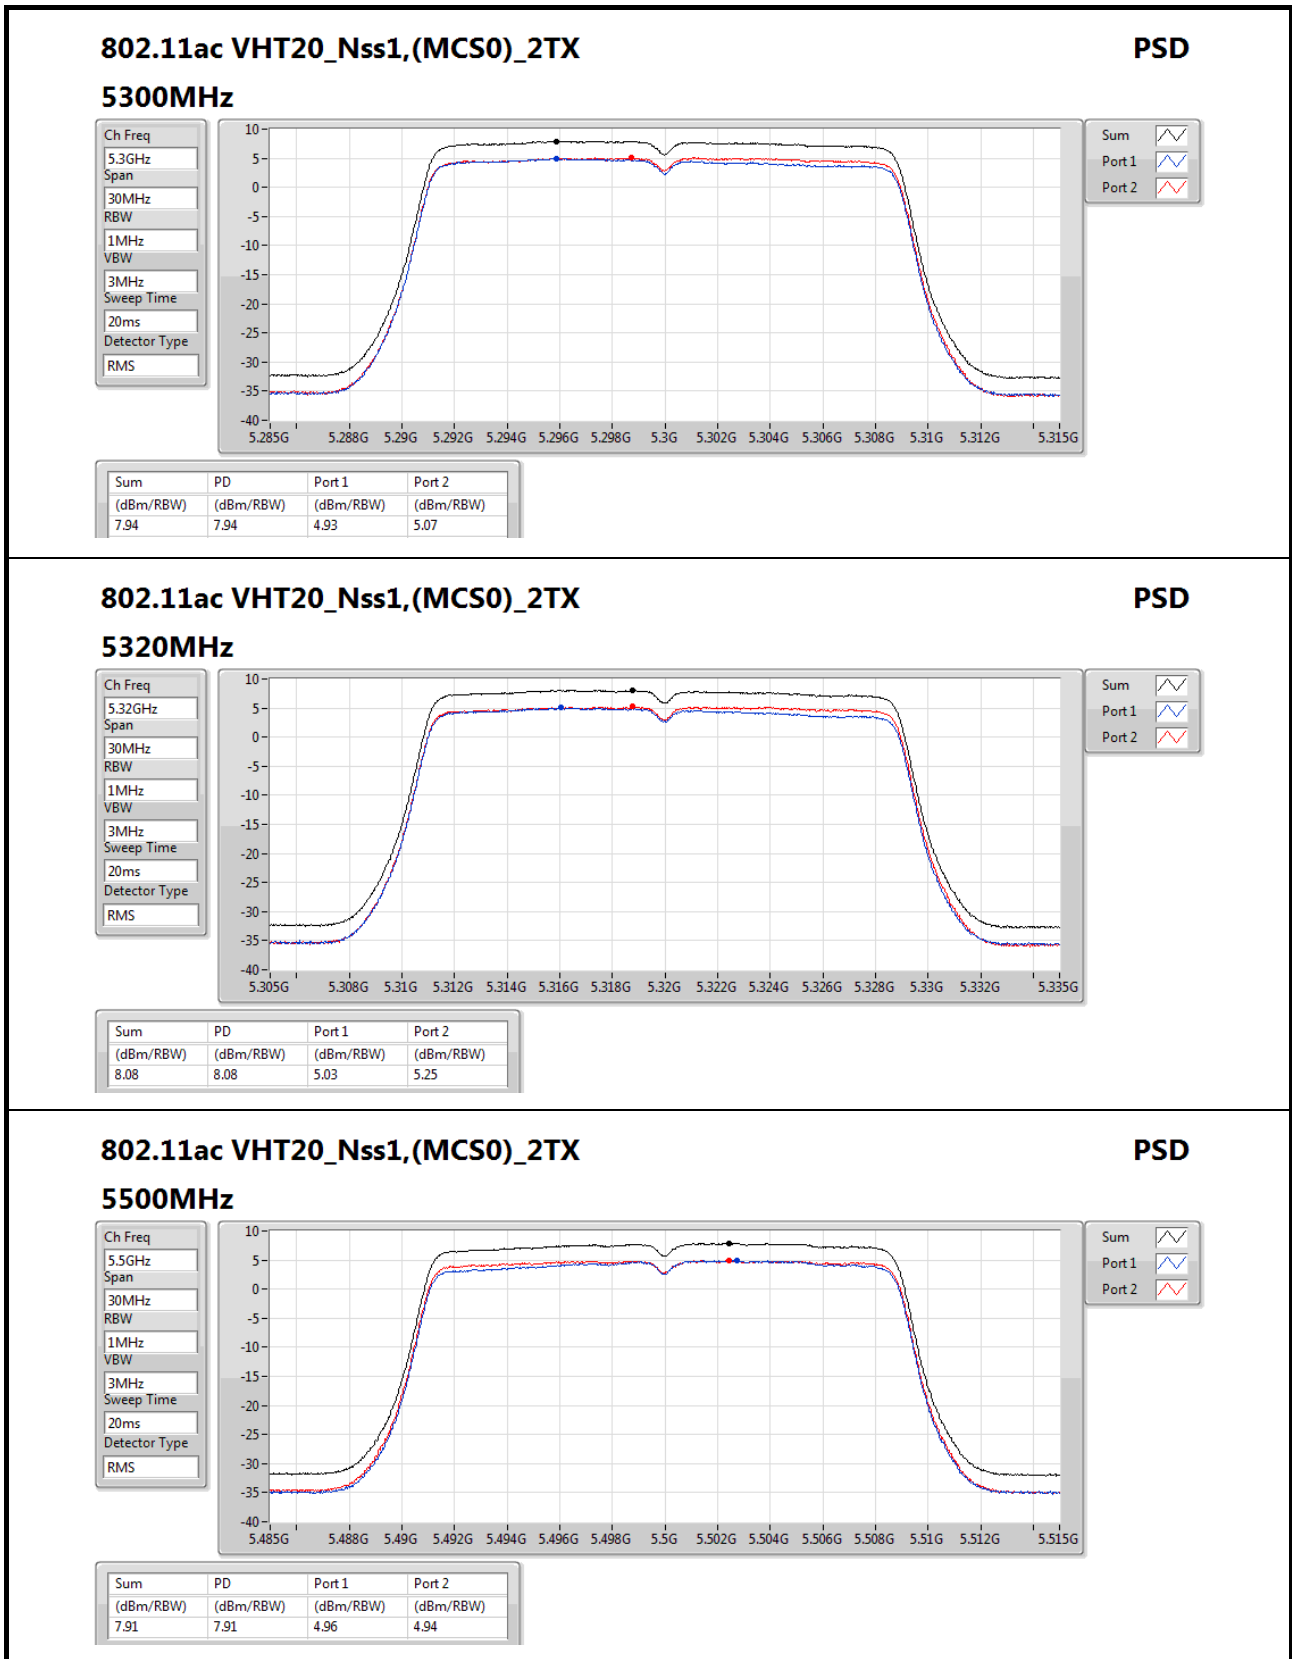 802.11ac VHT20_Nss1,(MCS0)_2TX PSD
5300MHz
Ch Freq
5.3GHz
Span
30MHz
RBW
1MHz
VBW
3MHz
Sweep Time
20ms
Detector Type
RMS
10
5
0
-5
-10
-15
-20
-25
-30
-35
-40
5.285G 5.288G 5.29G 5.292G 5.294G 5.296G 5.298G 5.3G 5.302G 5.304G 5.306G 5.308G 5.31G 5.312G 5.315G
Sum
Port 1
Port 2
Sum PD Port 1 Port 2
(dBm/RBW) (dBm/RBW) (dBm/RBW) (dBm/RBW)
7.94 7.94 4.93 5.07
802.11ac VHT20_Nss1,(MCS0)_2TX PSD
5320MHz
Ch Freq
5.32GHz
Span
30MHz
RBW
1MHz
VBW
3MHz
Sweep Time
20ms
Detector Type
RMS
10
5
0
-5
-10
-15
-20
-25
-30
-35
-40
5.305G 5.308G 5.31G 5.312G 5.314G 5.316G 5.318G 5.32G 5.322G 5.324G 5.326G 5.328G 5.33G 5.332G 5.335G
Sum
Port 1
Port 2
Sum PD Port 1 Port 2
(dBm/RBW) (dBm/RBW) (dBm/RBW) (dBm/RBW)
8.08 8.08 5.03 5.25
802.11ac VHT20_Nss1,(MCS0)_2TX PSD
5500MHz
Ch Freq
5.5GHz
Span
30MHz
RBW
1MHz
VBW
3MHz
Sweep Time
20ms
Detector Type
RMS
10
5
0
-5
-10
-15
-20
-25
-30
-35
-40
5.485G 5.488G 5.49G 5.492G 5.494G 5.496G 5.498G 5.5G 5.502G 5.504G 5.506G 5.508G 5.51G 5.512G 5.515G
Sum
Port 1
Port 2
Sum PD Port 1 Port 2
(dBm/RBW) (dBm/RBW) (dBm/RBW) (dBm/RBW)
7.91 7.91 4.96 4.94